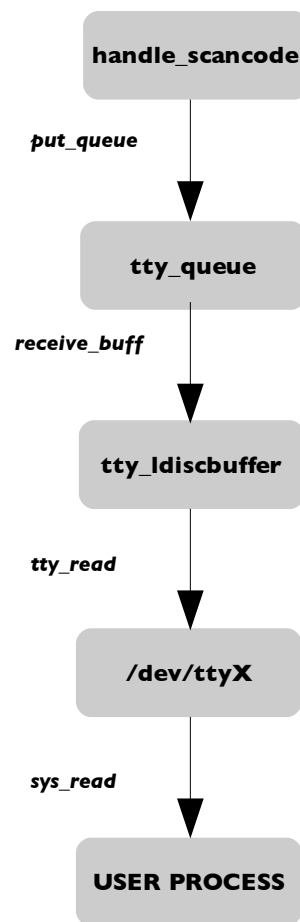 handle_scancode
put_queue
tty_queue
receive_buff
tty_ldiscbuffer
tty_read
/dev/ttyX
sys_read
USER PROCESS